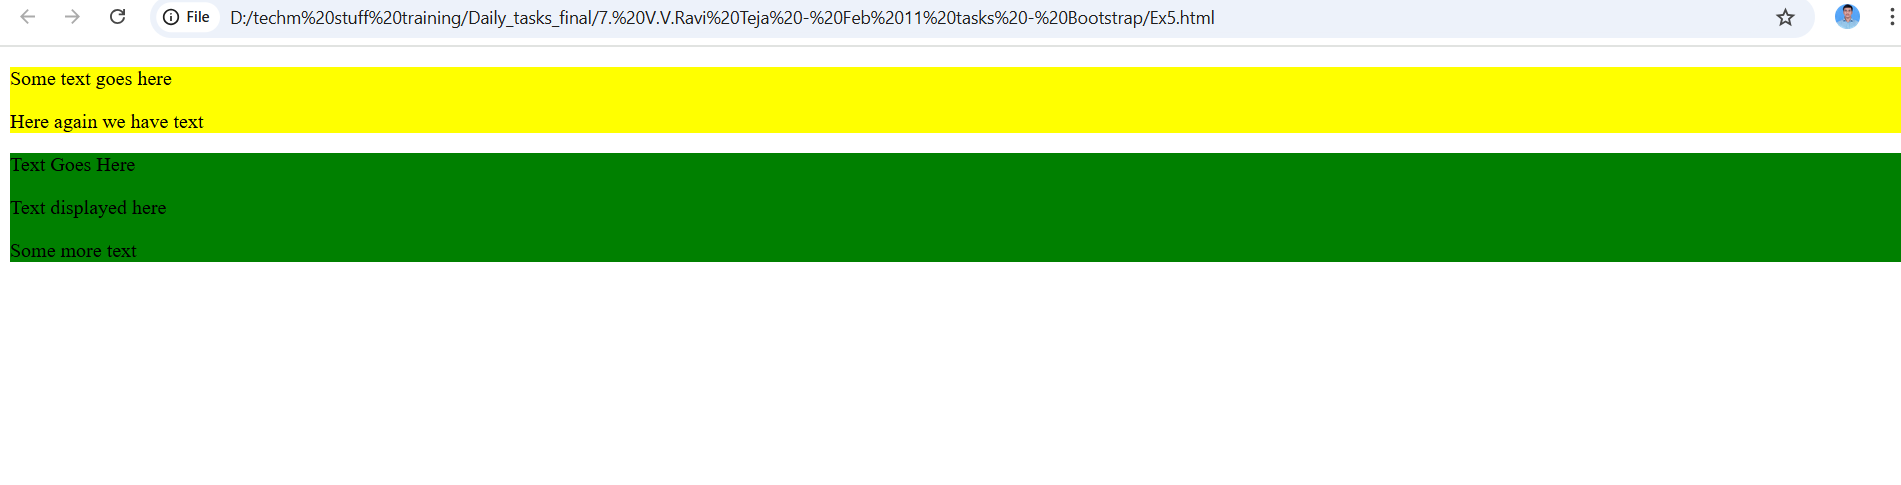 File D:/techm%20stuff%20training/Daily_tasks_final/7.%20V.V.Ravi%20Teja%20-%20Feb%2011%20tasks%20-%20Bootstrap/Ex5.html
Some text goes here
Here again we have text
Text Goes Here
Text displayed here
Some more text